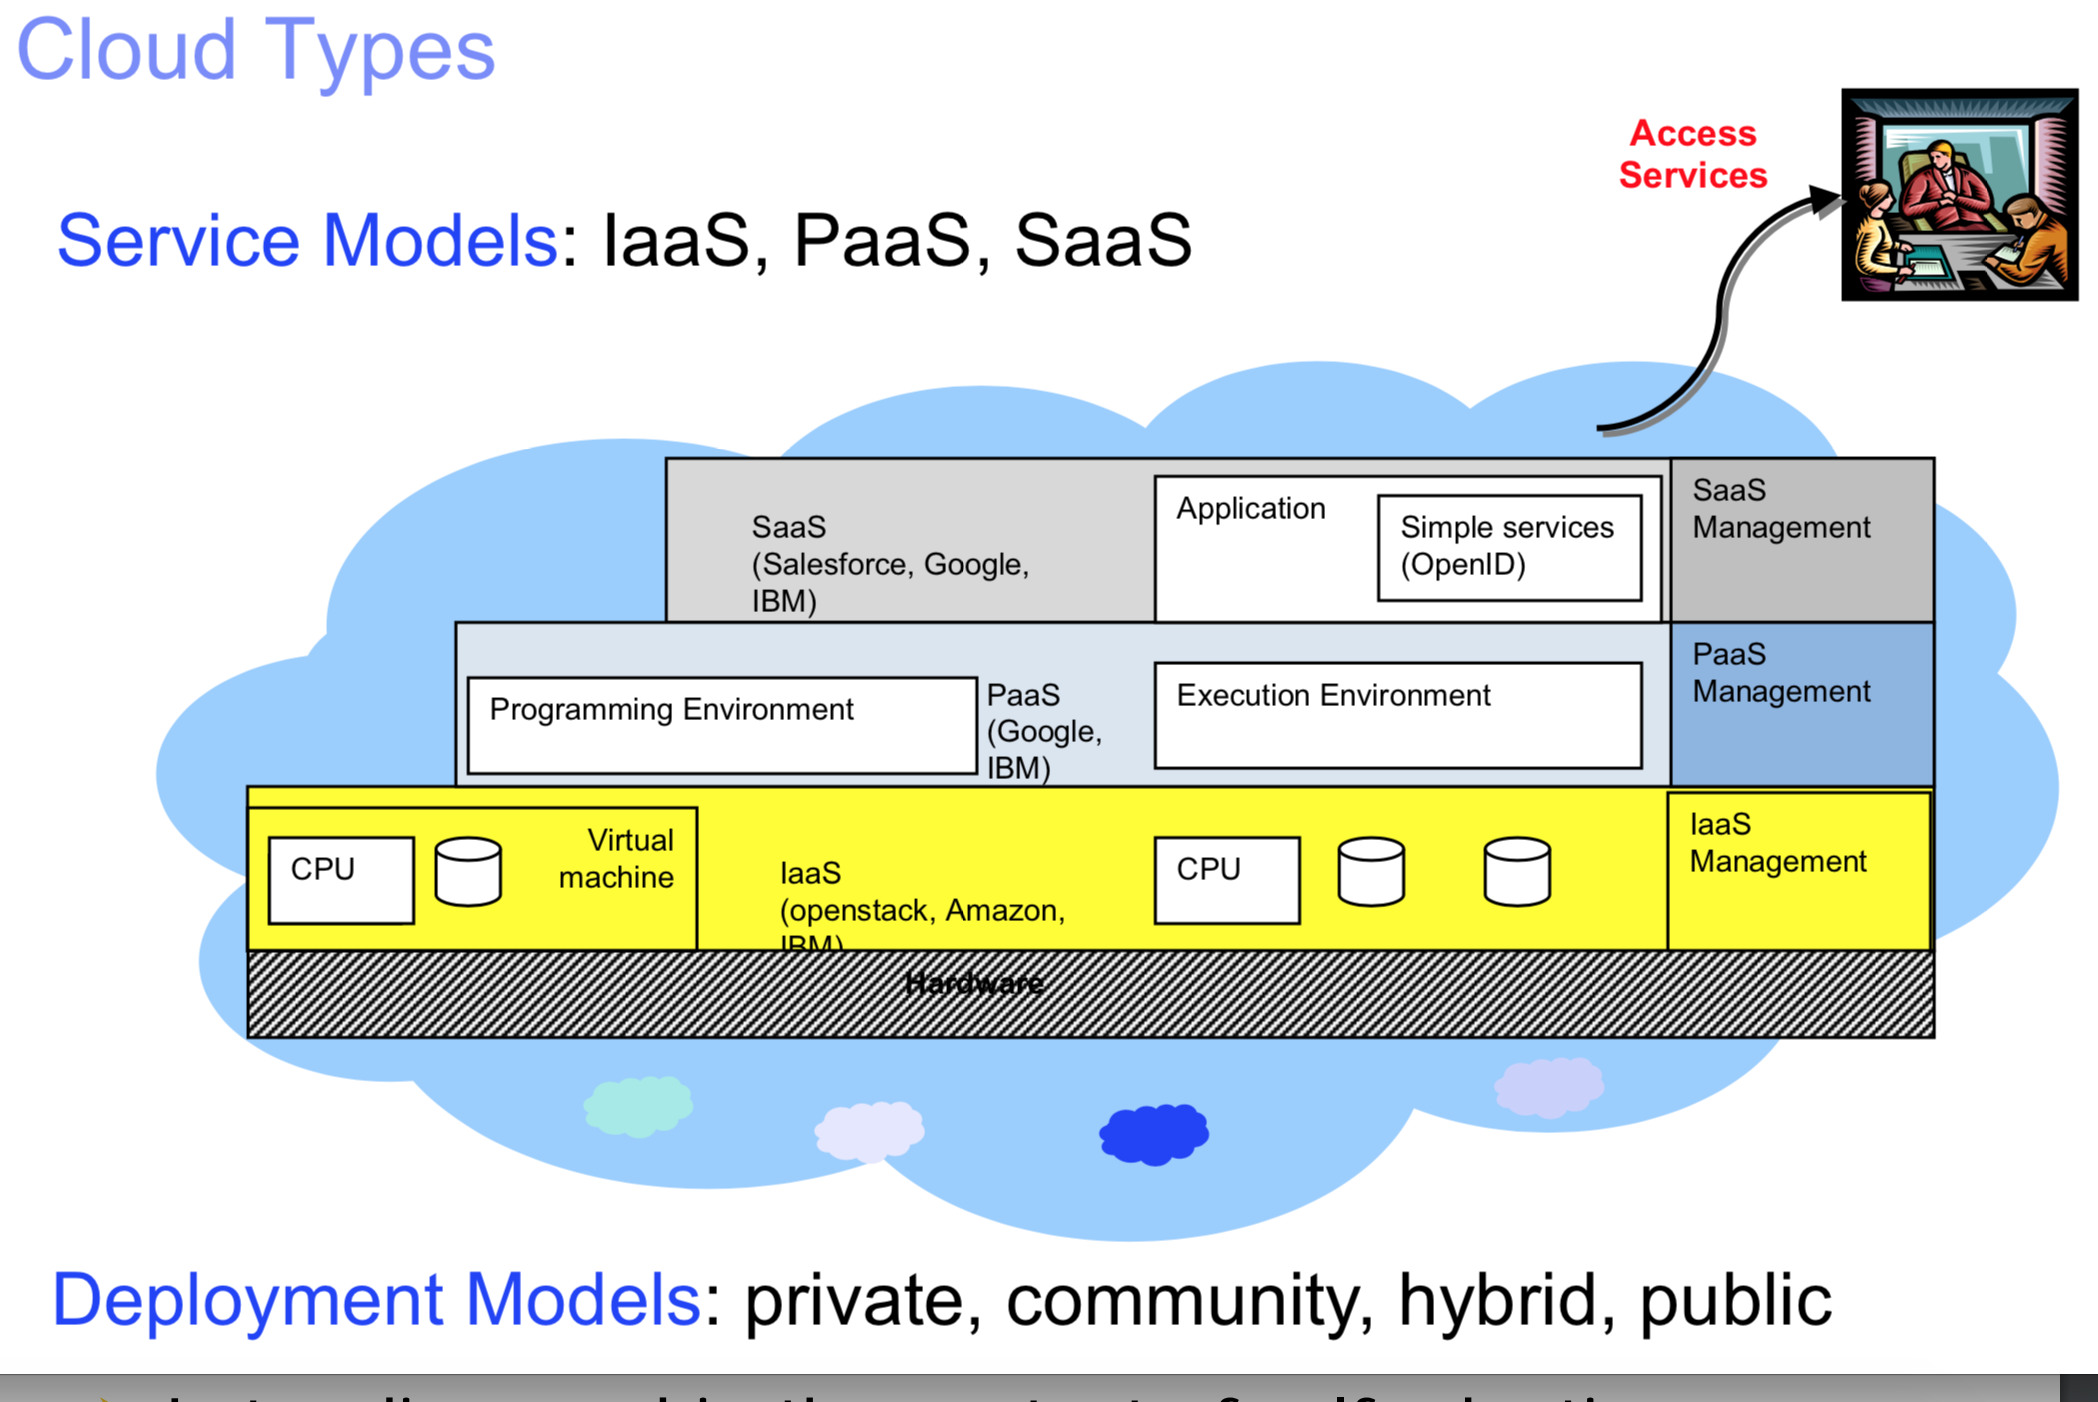 Cloud Types
Access
Services
Service Models: IaaS, PaaS, SaaS
SaaS
(Salesforce, Google,
IBM)
Application
Simple services
(OpenID)
SaaS
Management
Programming Environment
PaaS
(Google,
IBM)
Execution Environment
PaaS
Management
CPU
Virtual
machine
IaaS
(openstack, Amazon,
IBM)
CPU
IaaS
Management
Hardware
Deployment Models: private, community, hybrid, public